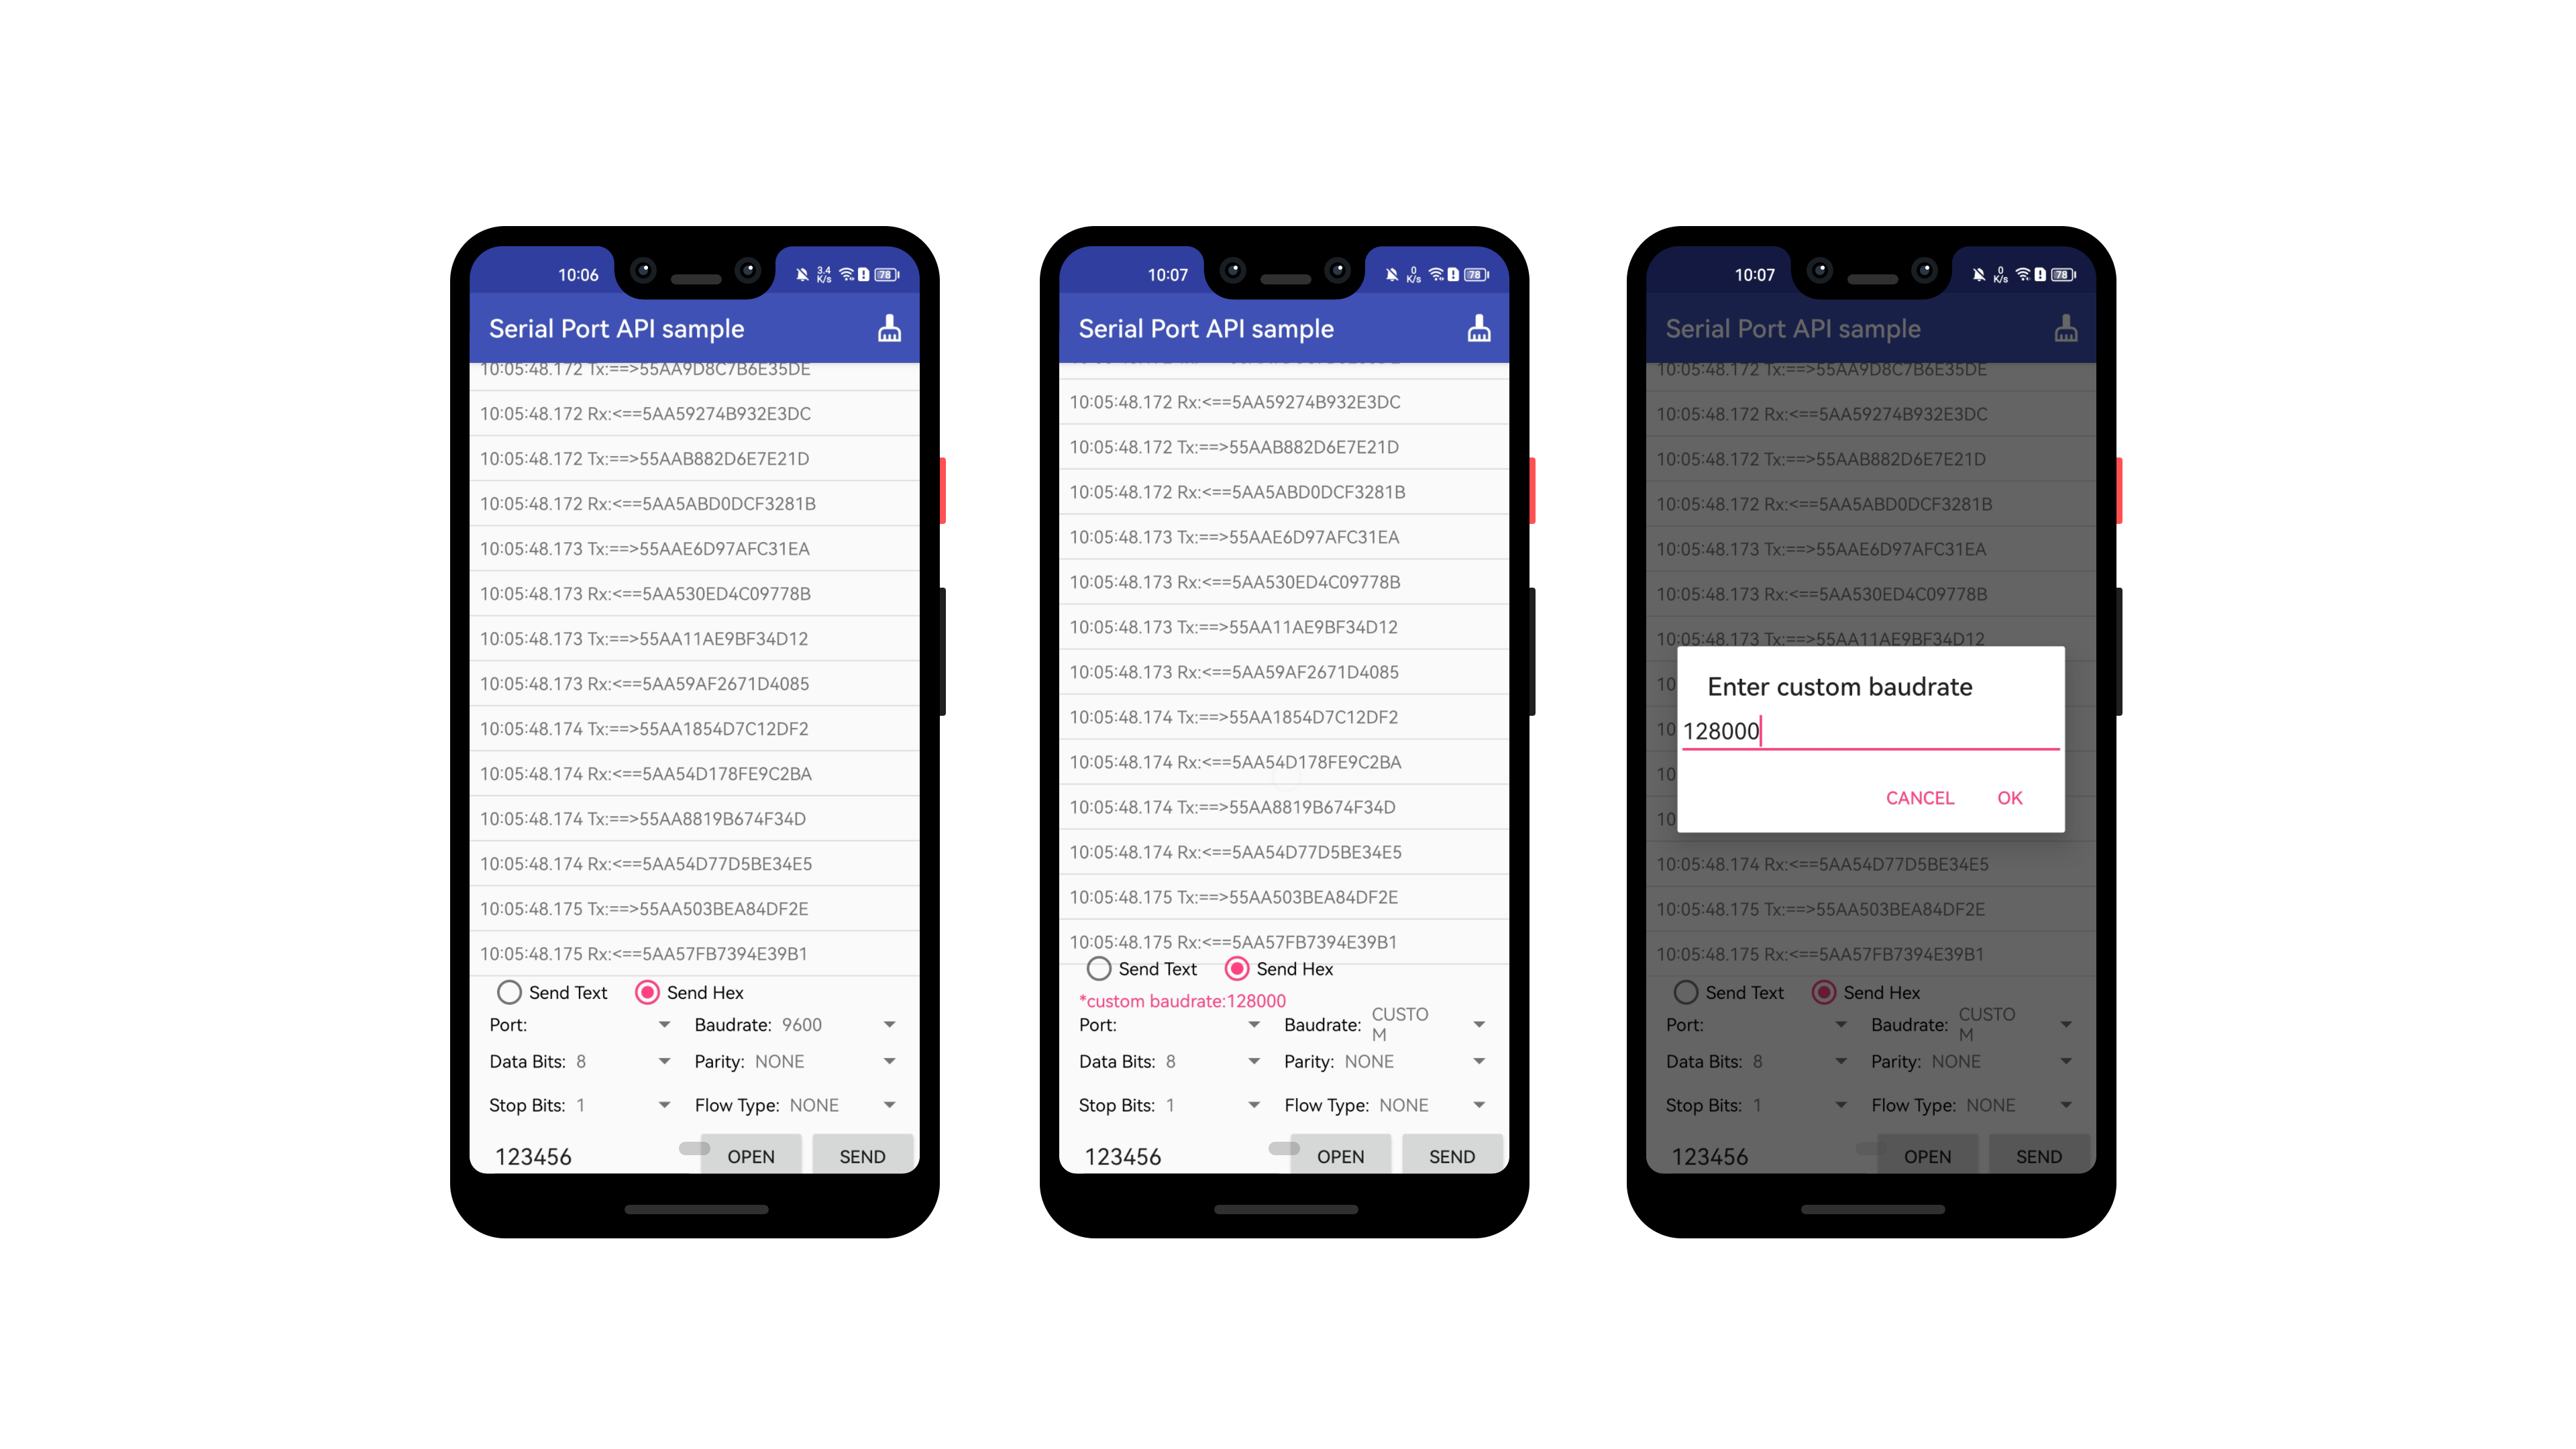 10:06
3.4
K/s
78
Serial Port API sample
10:05:48.172 Tx:==>55AA9D8C7B6E35DE
10:05:48.172 Rx:<==5AA59274B932E3DC
10:05:48.172 Tx:==>55AAB882D6E7E21D
10:05:48.172 Rx:<==5AA5ABD0DCF3281B
10:05:48.173 Tx:==>55AAE6D97AFC31EA
10:05:48.173 Rx:<==5AA530ED4C09778B
10:05:48.173 Tx:==>55AA11AE9BF34D12
10:05:48.173 Rx:<==5AA59AF2671D4085
10:05:48.174 Tx:==>55AA1854D7C12DF2
10:05:48.174 Rx:<==5AA54D178FE9C2BA
10:05:48.174 Tx:==>55AA8819B674F34D
10:05:48.174 Rx:<==5AA54D77D5BE34E5
10:05:48.175 Tx:==>55AA503BEA84DF2E
10:05:48.175 Rx:<==5AA57FB7394E39B1
Send Text Send Hex
Port: Baudrate: 9600
Data Bits: 8 Parity: NONE
Stop Bits: 1 Flow Type: NONE
123456 OPEN SEND
10:07
0
K/s
78
Serial Port API sample
10:05:48.172 Rx:<==5AA59274B932E3DC
10:05:48.172 Tx:==>55AAB882D6E7E21D
10:05:48.172 Rx:<==5AA5ABD0DCF3281B
10:05:48.173 Tx:==>55AAE6D97AFC31EA
10:05:48.173 Rx:<==5AA530ED4C09778B
10:05:48.173 Tx:==>55AA11AE9BF34D12
10:05:48.173 Rx:<==5AA59AF2671D4085
10:05:48.174 Tx:==>55AA1854D7C12DF2
10:05:48.174 Rx:<==5AA54D178FE9C2BA
10:05:48.174 Tx:==>55AA8819B674F34D
10:05:48.174 Rx:<==5AA54D77D5BE34E5
10:05:48.175 Tx:==>55AA503BEA84DF2E
10:05:48.175 Rx:<==5AA57FB7394E39B1
Send Text Send Hex
*custom baudrate:128000
Port: Baudrate: CUSTO
M
Data Bits: 8 Parity: NONE
Stop Bits: 1 Flow Type: NONE
123456 OPEN SEND
10:07
0
K/s
78
Serial Port API sample
10:05:48.172 Tx:==>55AA9D8C7B6E35DE
10:05:48.172 Rx:<==5AA59274B932E3DC
10:05:48.172 Tx:==>55AAB882D6E7E21D
10:05:48.172 Rx:<==5AA5ABD0DCF3281B
10:05:48.173 Tx:==>55AAE6D97AFC31EA
10:05:48.173 Rx:<==5AA530ED4C09778B
10:05:48.173 Tx:==>55AA11AE9BF34D12
10
10
10
10
Enter custom baudrate
128000
CANCEL OK
10:05:48.174 Rx:<==5AA54D77D5BE34E5
10:05:48.175 Tx:==>55AA503BEA84DF2E
10:05:48.175 Rx:<==5AA57FB7394E39B1
Send Text Send Hex
Port: Baudrate: CUSTO
M
Data Bits: 8 Parity: NONE
Stop Bits: 1 Flow Type: NONE
123456 OPEN SEND